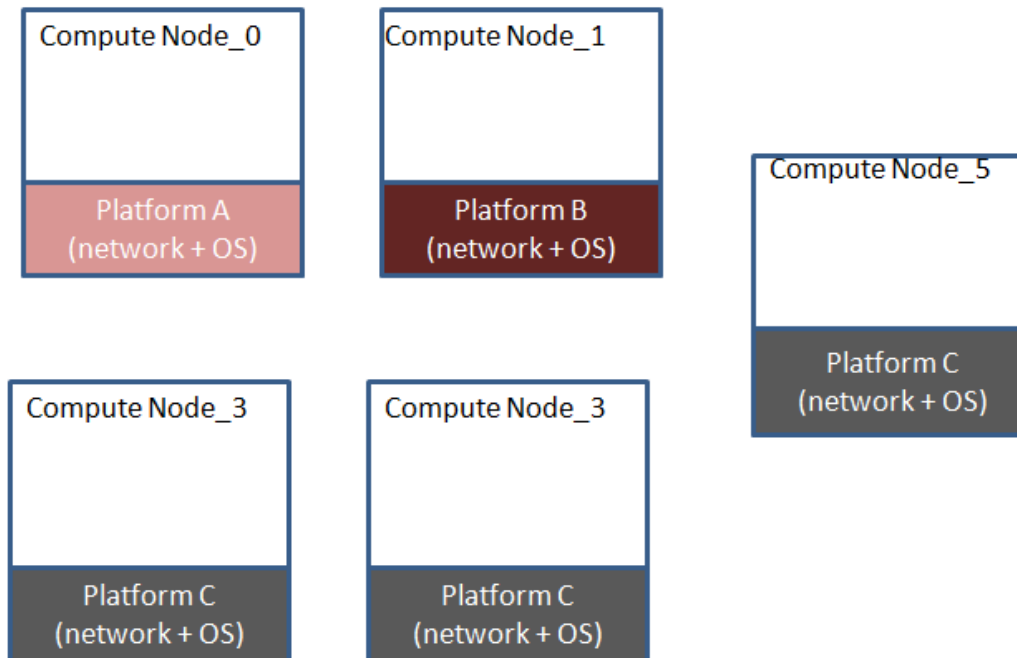 Compute Node_0
Platform A
(network + OS)
Compute Node_1
Platform B
(network + OS)
Compute Node_5
Platform C
(network + OS)
Compute Node_3
Platform C
(network + OS)
Compute Node_3
Platform C
(network + OS)